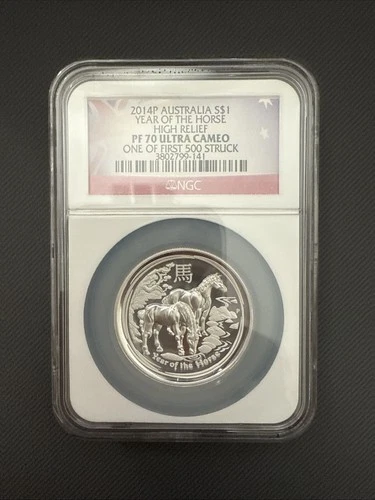 2014P AUSTRALIA S$1
YEAR OF THE HORSE
HIGH RELIEF
PF 70 ULTRA CAMEO
ONE OF FIRST 500 STRUCK
3802799-141
NGC
馬
Year of the Horse